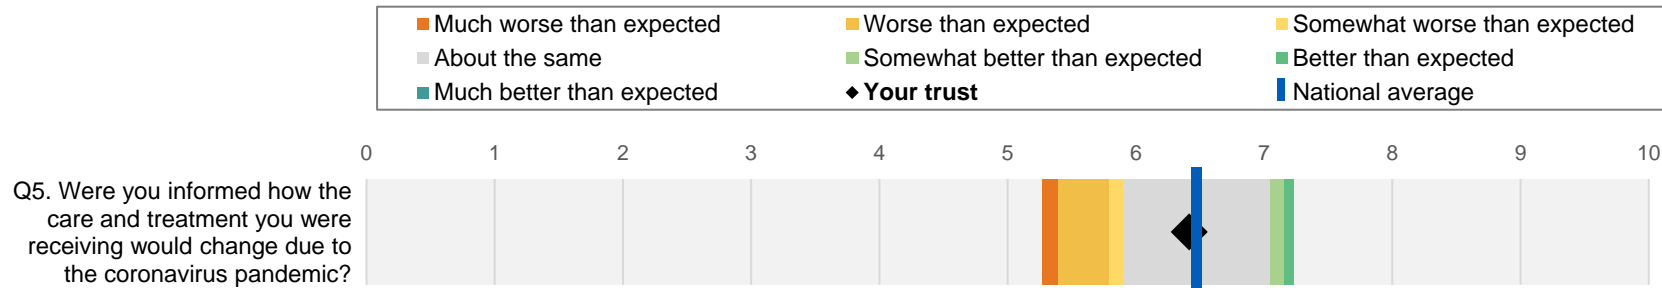 Much worse than expected
Worse than expected
Somewhat worse than expected
About the same
Somewhat better than expected
Better than expected
Much better than expected
Your trust
National average
0 1 2 3 4 5 6 7 8 9 10
Q5. Were you informed how the
care and treatment you were
receiving would change due to
the coronavirus pandemic?